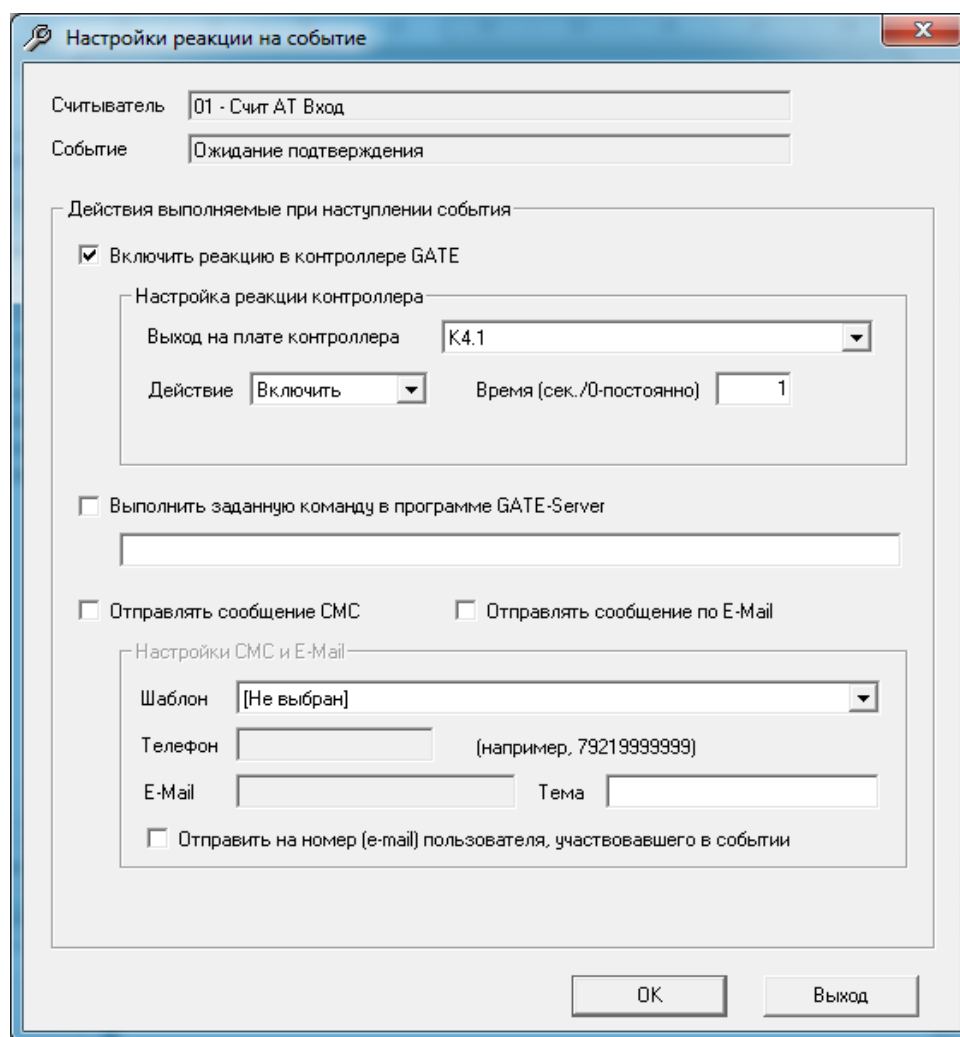 Настройки реакции на событие
Считыватель 01 - Счит АТ Вход
Событие Ожидание подтверждения
Действия выполняемые при наступлении события
Включить реакцию в контроллере GATE
Настройка реакции контроллера
Выход на плате контроллера K4.1
Действие Включить Время (сек./0-постоянно) 1
Выполнить заданную команду в программе GATE-Server
Отправлять сообщение СМС Отправлять сообщение по E-Mail
Настройки СМС и E-Mail
Шаблон [Не выбран]
Телефон (например, 79219999999)
E-Mail Тема
Отправить на номер (e-mail) пользователя, участвовавшего в событии
OK Выход